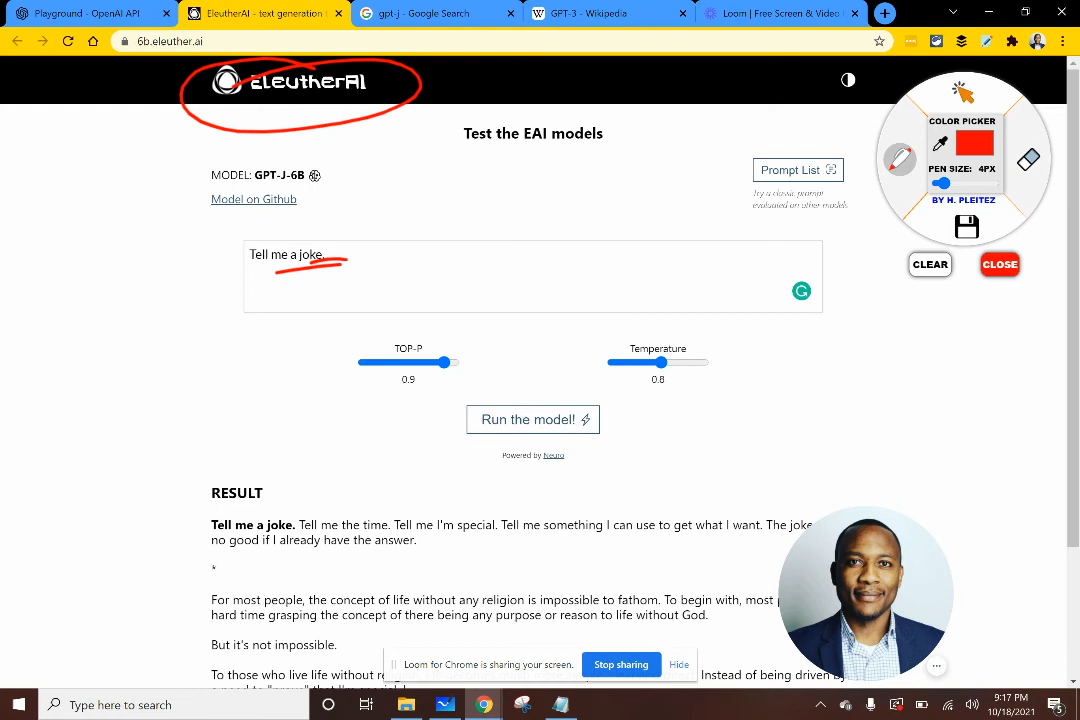 Playground - OpenAI API
EleutherAI - text generation t
gpt-j - Google Search
GPT-3 - Wikipedia
Loom | Free Screen & Video
6b.eleuther.ai
EleutherAI
Test the EAI models
COLOR PICKER
PEN SIZE: 4PX
BY H. PLEITEZ
CLEAR
CLOSE
MODEL: GPT-J-6B
Model on Github
Prompt List
Try a classic prompt
evaluated on other models
Tell me a joke.
TOP-P
0.9
Temperature
0.8
Run the model!
Powered by Neuro
RESULT
Tell me a joke. Tell me the time. Tell me I'm special. Tell me something I can use to get what I want. The joke
no good if I already have the answer.
*
For most people, the concept of life without any religion is impossible to fathom. To begin with, most
hard time grasping the concept of there being any purpose or reason to life without God.
But it's not impossible.
Loom for Chrome is sharing your screen.
Stop sharing
Hide
To those who live life without
Instead of being driven by
Type here to search
9:17 PM
10/18/2021
5